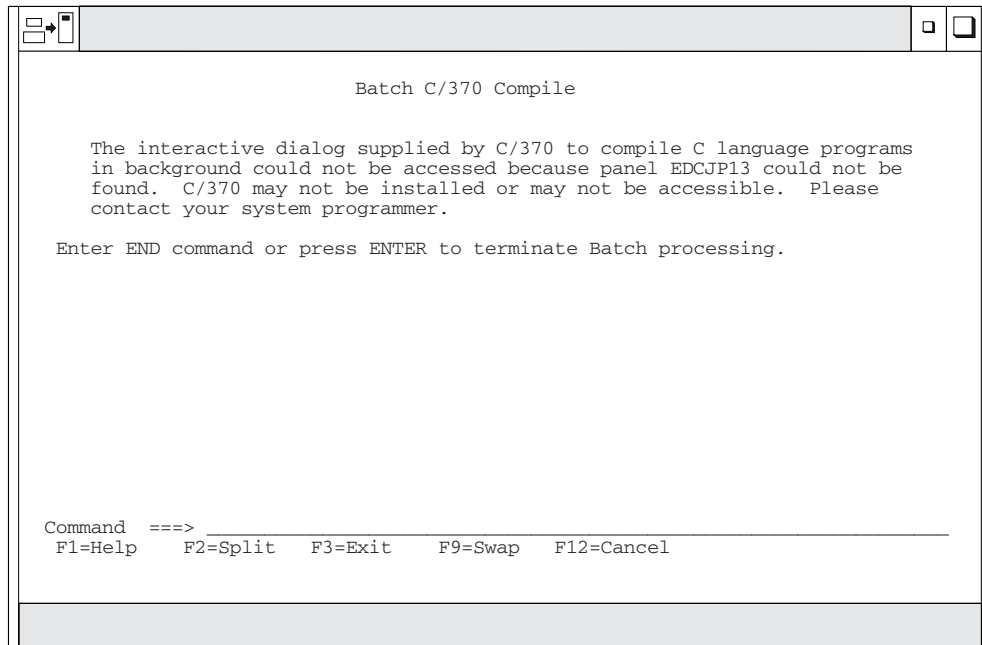 Batch C/370 Compile
The interactive dialog supplied by C/370 to compile C language programs
in background could not be accessed because panel EDCJP13 could not be
found.  C/370 may not be installed or may not be accessible.  Please
contact your system programmer.
Enter END command or press ENTER to terminate Batch processing.
Command ===> ________________________________________________________________
F1=Help    F2=Split   F3=Exit    F9=Swap   F12=Cancel